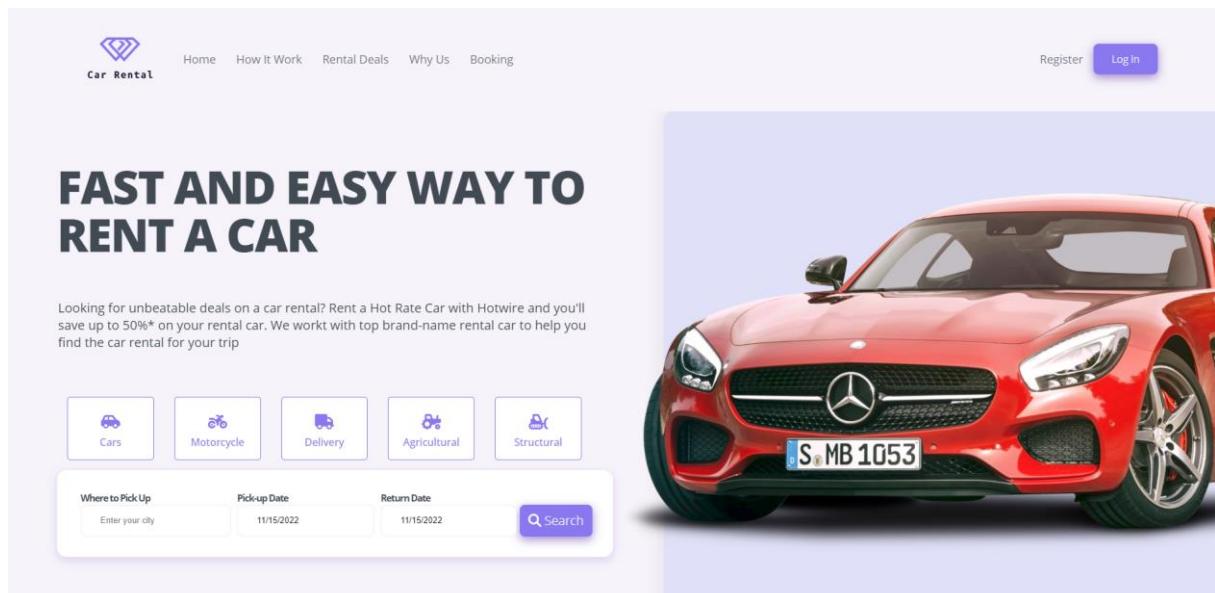 Car Rental
Home How It Work Rental Deals Why Us Booking
Register Log In
FAST AND EASY WAY TO
RENT A CAR
Looking for unbeatable deals on a car rental? Rent a Hot Rate Car with Hotwire and you'll
save up to 50%* on your rental car. We workt with top brand-name rental car to help you
find the car rental for your trip
Cars Motorcycle Delivery Agricultural Structural
Where to Pick Up Pick-up Date Return Date
Enter your city 11/15/2022 11/15/2022 Search
S MB 1053